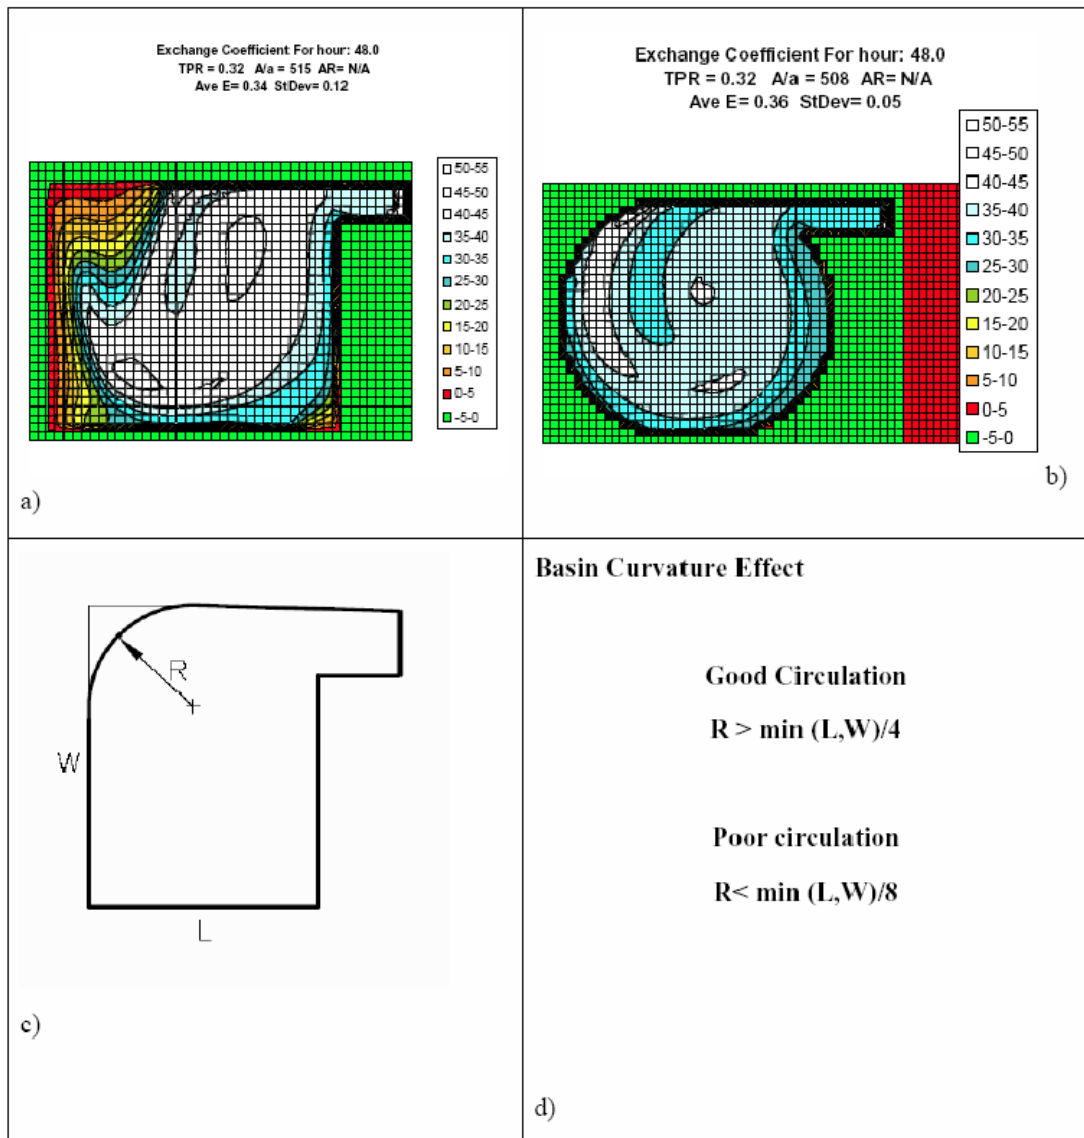 Exchange Coefficient For hour: 48.0
TPR = 0.32 A/a = 515 AR= N/A
Ave E= 0.34 StDev= 0.12
50-55
45-50
40-45
35-40
30-35
25-30
20-25
15-20
10-15
5-10
0-5
-5-0
a)
Exchange Coefficient For hour: 48.0
TPR = 0.32 A/a = 508 AR= N/A
Ave E= 0.36 StDev= 0.05
50-55
45-50
40-45
35-40
30-35
25-30
20-25
15-20
10-15
5-10
0-5
-5-0
b)
R
W
L
c)
Basin Curvature Effect
Good Circulation
R > min (L,W)/4
Poor circulation
R< min (L,W)/8
d)